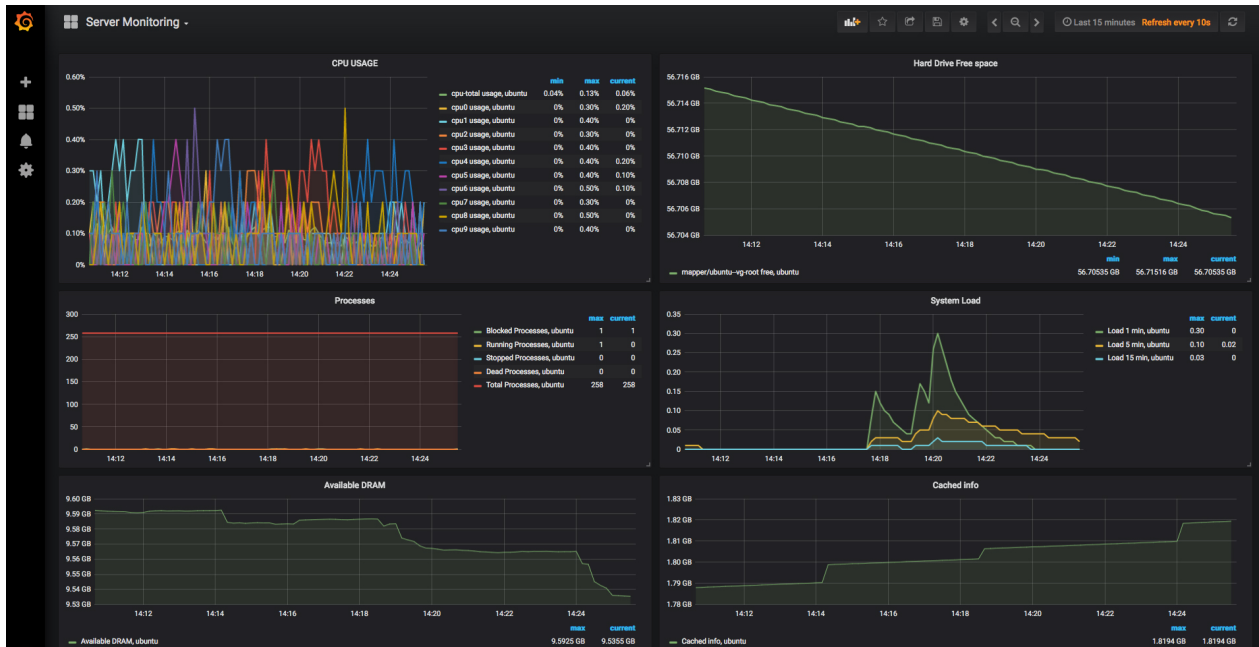 Server Monitoring
Last 15 minutes Refresh every 10s
CPU USAGE
0.60%
0.50%
0.40%
0.30%
0.20%
0.10%
0%
14:12 14:14 14:16 14:18 14:20 14:22 14:24
min max current
cpu-total usage, ubuntu 0.04% 0.13% 0.06%
cpu0 usage, ubuntu 0% 0.30% 0.20%
cpu1 usage, ubuntu 0% 0.40% 0%
cpu2 usage, ubuntu 0% 0.30% 0%
cpu3 usage, ubuntu 0% 0.40% 0%
cpu4 usage, ubuntu 0% 0.40% 0.20%
cpu5 usage, ubuntu 0% 0.40% 0.10%
cpu6 usage, ubuntu 0% 0.50% 0.10%
cpu7 usage, ubuntu 0% 0.30% 0%
cpu8 usage, ubuntu 0% 0.50% 0%
cpu9 usage, ubuntu 0% 0.40% 0%
Hard Drive Free space
56.716 GB
56.714 GB
56.712 GB
56.710 GB
56.708 GB
56.706 GB
56.704 GB
14:12 14:14 14:16 14:18 14:20 14:22 14:24
min max current
mapper/ubuntu--vg-root free, ubuntu 56.70535 GB 56.71516 GB 56.70535 GB
Processes
300
250
200
150
100
50
0
14:12 14:14 14:16 14:18 14:20 14:22 14:24
max current
Blocked Processes, ubuntu 1 1
Running Processes, ubuntu 1 0
Stopped Processes, ubuntu 0 0
Dead Processes, ubuntu 0 0
Total Processes, ubuntu 258 258
System Load
0.35
0.30
0.25
0.20
0.15
0.10
0.05
0
14:12 14:14 14:16 14:18 14:20 14:22 14:24
max current
Load 1 min, ubuntu 0.30 0
Load 5 min, ubuntu 0.10 0.02
Load 15 min, ubuntu 0.03 0
Available DRAM
9.60 GB
9.59 GB
9.58 GB
9.57 GB
9.56 GB
9.55 GB
9.54 GB
9.53 GB
14:12 14:14 14:16 14:18 14:20 14:22 14:24
max current
Available DRAM, ubuntu 9.5925 GB 9.5355 GB
Cached info
1.83 GB
1.82 GB
1.81 GB
1.80 GB
1.79 GB
1.78 GB
14:12 14:14 14:16 14:18 14:20 14:22 14:24
max current
Cached info, ubuntu 1.8194 GB 1.8194 GB